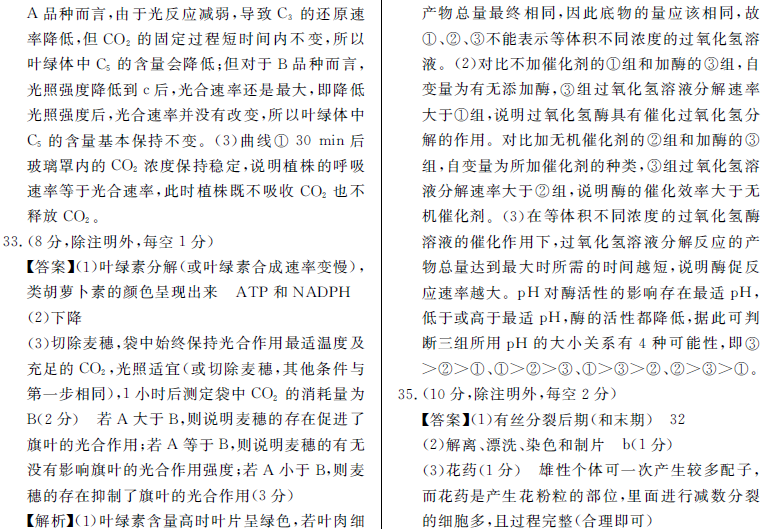 A品种而言,由于光反应减弱,导致C₃的还原速
率降低,但CO₂的固定过程短时间内不变,所以
叶绿体中C₅的含量会降低;但对于B品种而言,
光照强度降低到c后,光合速率还是最大,即降低
光照强度后,光合速率并没有改变,所以叶绿体中
C₅的含量基本保持不变。(3)曲线①30 min后
玻璃罩内的CO₂浓度保持稳定,说明植株的呼吸
速率等于光合速率,此时植株既不吸收CO₂也不
释放CO₂。
33.(8分,除注明外,每空1分)
【答案】(1)叶绿素分解(或叶绿素合成速率变慢),
类胡萝卜素的颜色呈现出来 ATP和NADPH
(2)下降
(3)切除麦穗,袋中始终保持光合作用最适温度及
充足的CO₂,光照适宜(或切除麦穗,其他条件与
第一步相同),1小时后测定袋中CO₂的消耗量为
B(2分) 若A大于B,则说明麦穗的存在促进了
旗叶的光合作用;若A等于B,则说明麦穗的有无
没有影响旗叶的光合作用强度;若A小于B,则麦
穗的存在抑制了旗叶的光合作用(3分)
【解析】(1)叶绿素含量高时叶片呈绿色,若叶肉细
产物总量最终相同,因此底物的量应该相同,故
①、②、③不能表示等体积不同浓度的过氧化氢溶
液。(2)对比不加催化剂的①组和加酶的③组,自
变量为有无添加酶,③组过氧化氢溶液分解速率
大于①组,说明过氧化氢酶具有催化过氧化氢分
解的作用。对比加无机催化剂的②组和加酶的③
组,自变量为所加催化剂的种类,③组过氧化氢溶
液分解速率大于②组,说明酶的催化效率大于无
机催化剂。(3)在等体积不同浓度的过氧化氢酶
溶液的催化作用下,过氧化氢溶液分解反应的产
物总量达到最大时所需的时间越短,说明酶促反
应速率越大。pH对酶活性的影响存在最适pH,
低于或高于最适pH,酶的活性都降低,据此可判
断三组所用pH的大小关系有4种可能性,即③
>②>①、①>②>③、①>③>②、②>③>①。
35.(10分,除注明外,每空2分)
【答案】(1)有丝分裂后期(和末期) 32
(2)解离、漂洗、染色和制片 b(1分)
(3)花药(1分) 雄性个体可一次产生较多配子,
而花药是产生花粉粒的部位,里面进行减数分裂
的细胞多,且过程完整(合理即可)